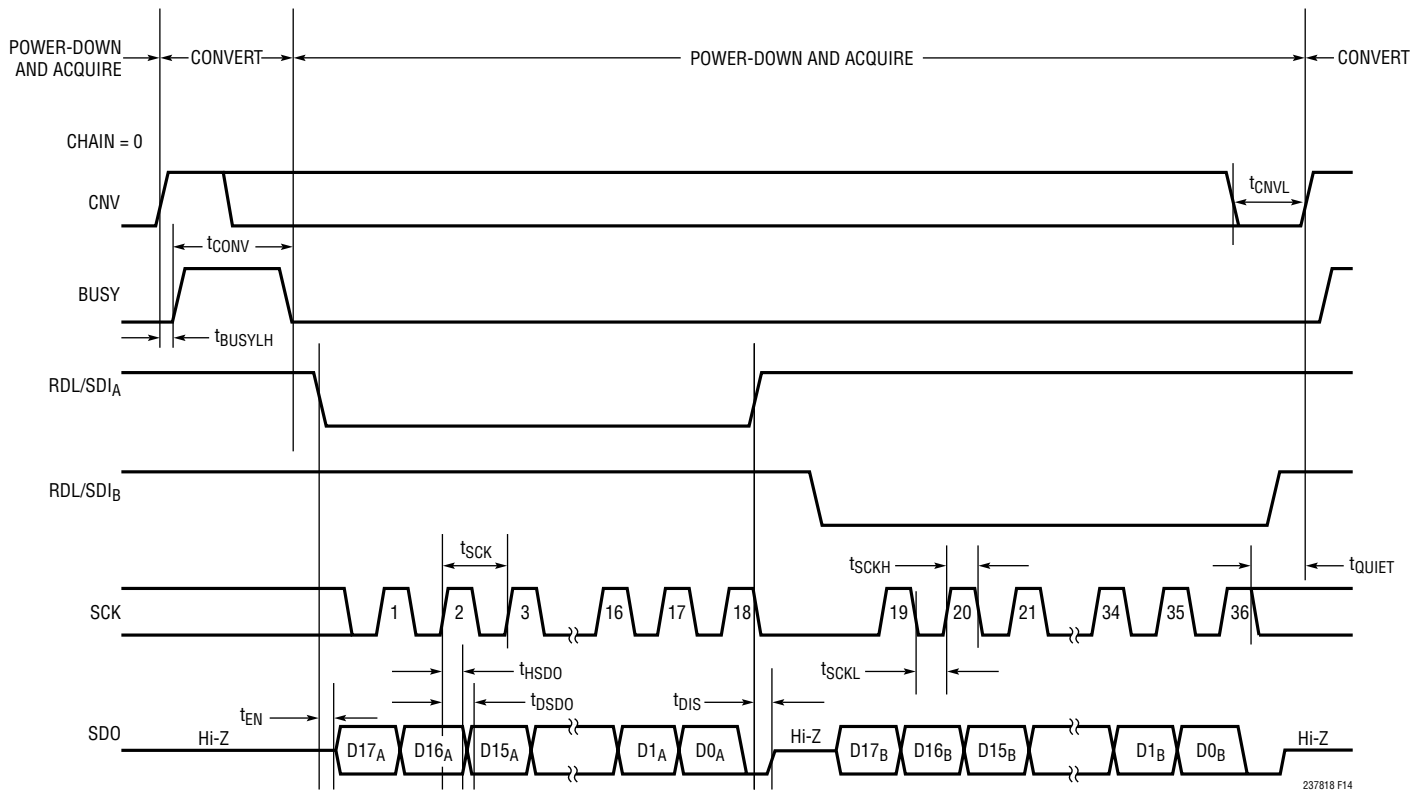 POWER-DOWN
AND ACQUIRE
CONVERT
POWER-DOWN AND ACQUIRE
CONVERT
CHAIN = 0
CNV
tCNVL
tCONV
BUSY
tBUSYLH
RDL/SDIA
RDL/SDIB
tSCK
tSCKH
tQUIET
SCK
1
2
3
16
17
18
19
20
21
34
35
36
tHSDO
tSCKL
tDSDO
tDIS
tEN
SDO
Hi-Z
D17A
D16A
D15A
D1A
D0A
Hi-Z
D17B
D16B
D15B
D1B
D0B
Hi-Z
237818 F14